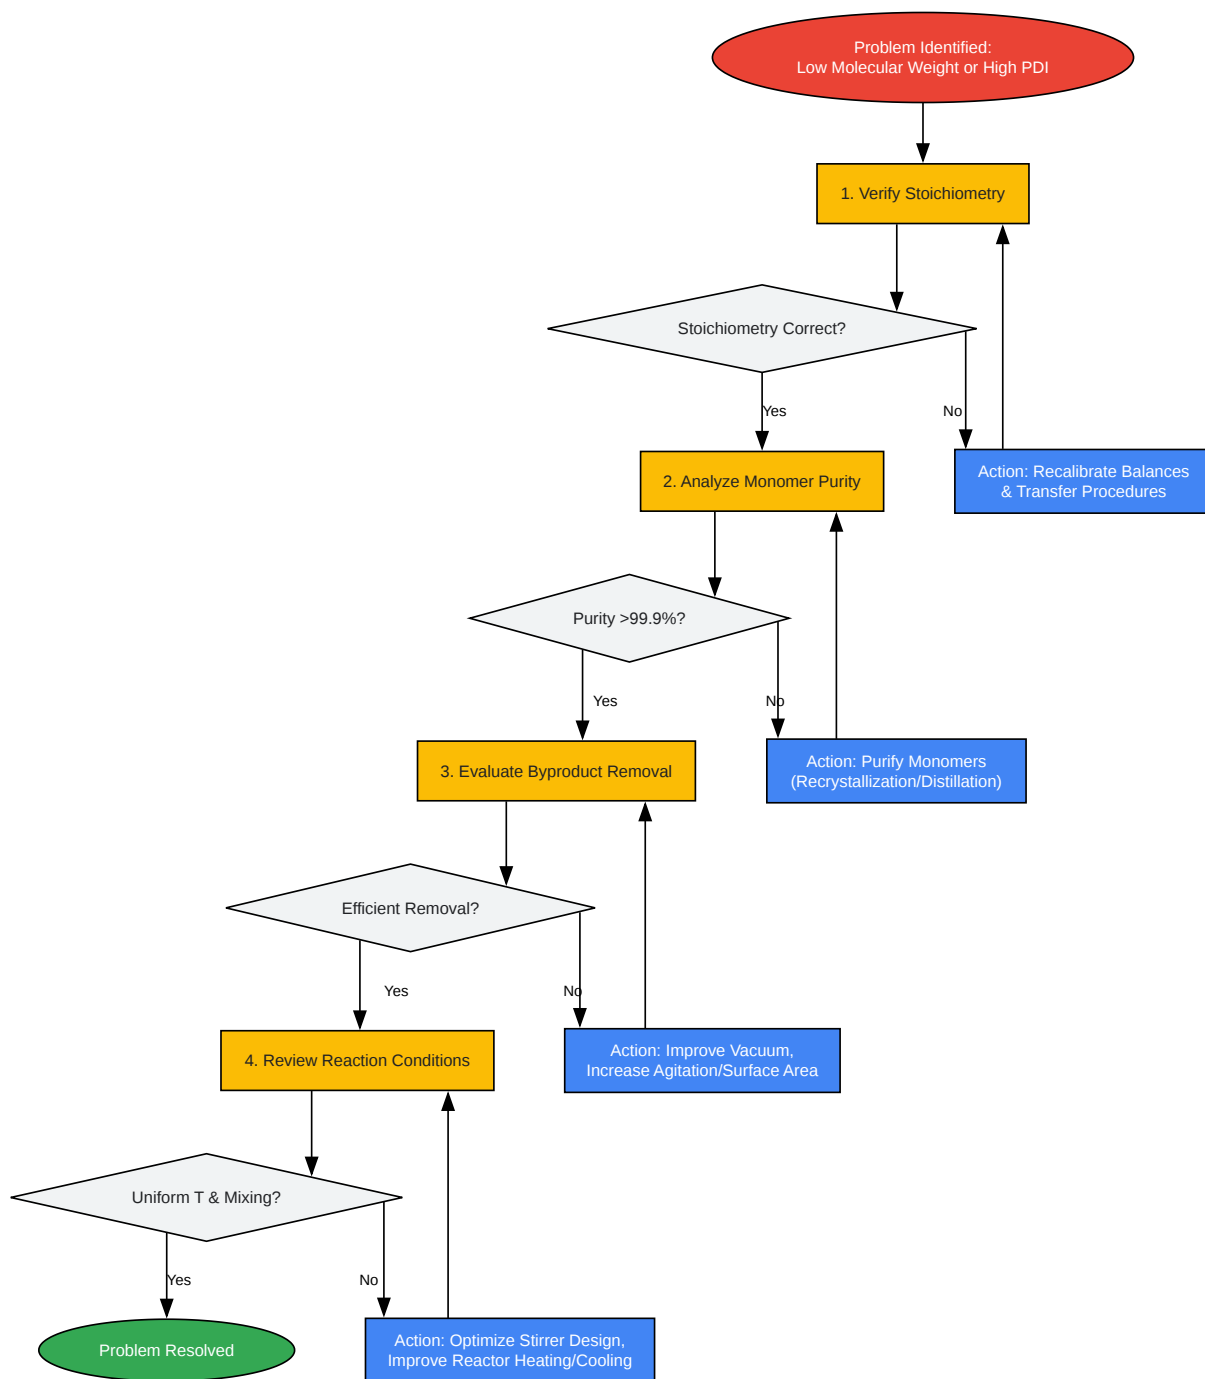 Problem Identified:
Low Molecular Weight or High PDI
1. Verify Stoichiometry
Stoichiometry Correct?
Yes
No
2. Analyze Monomer Purity
Action: Recalibrate Balances
& Transfer Procedures
Purity >99.9%?
Yes
No
3. Evaluate Byproduct Removal
Action: Purify Monomers
(Recrystallization/Distillation)
Efficient Removal?
Yes
No
4. Review Reaction Conditions
Action: Improve Vacuum,
Increase Agitation/Surface Area
Uniform T & Mixing?
Yes
No
Problem Resolved
Action: Optimize Stirrer Design,
Improve Reactor Heating/Cooling